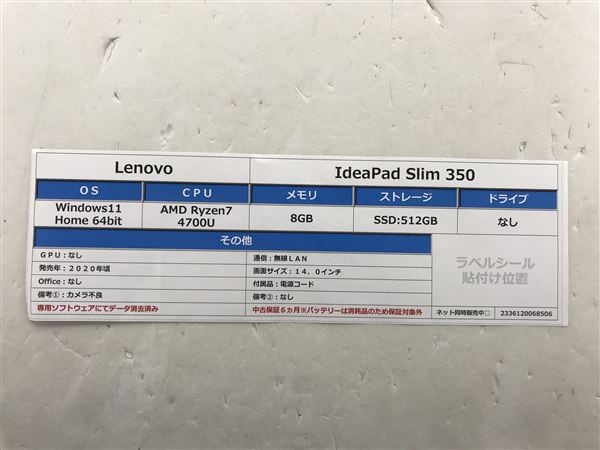 Lenovo
IdeaPad Slim 350
OS
CPU
メモリ
ストレージ
ドライブ
Windows11
Home 64bit
AMD Ryzen7
4700U
8GB
SSD:512GB
なし
その他
GPU:なし
通信:無線LAN
発売年:2020年頃
画面サイズ:14.0インチ
Office:なし
付属品:電源コード
備考①:カメラ不良
備考②:なし
専用ソフトウェアにてデータ消去済み
中古保証6ヵ月※バッテリーは消耗品のため保証対象外
ラベルシール
貼付け位置
ネット同時販売中□
2336120068506